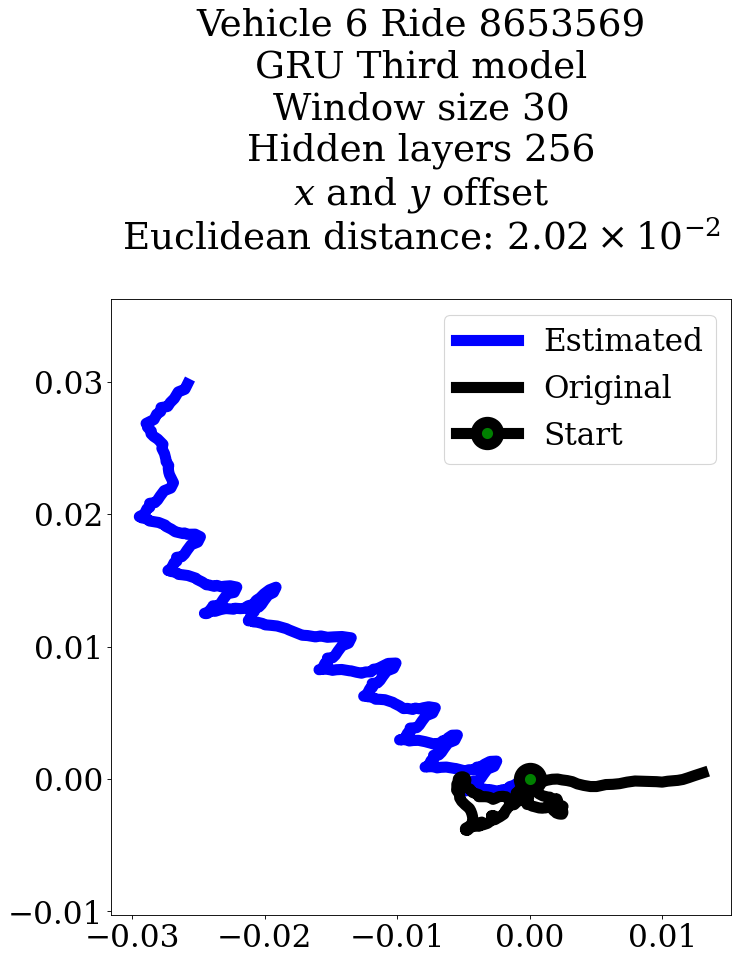 Vehicle 6 Ride 8653569
GRU Third model
Window size 30
Hidden layers 256
x and y offset
Euclidean distance: 2.02 × 10⁻²
Estimated
Original
Start
0.03
0.02
0.01
0.00
−0.01
−0.03 −0.02 −0.01 0.00 0.01